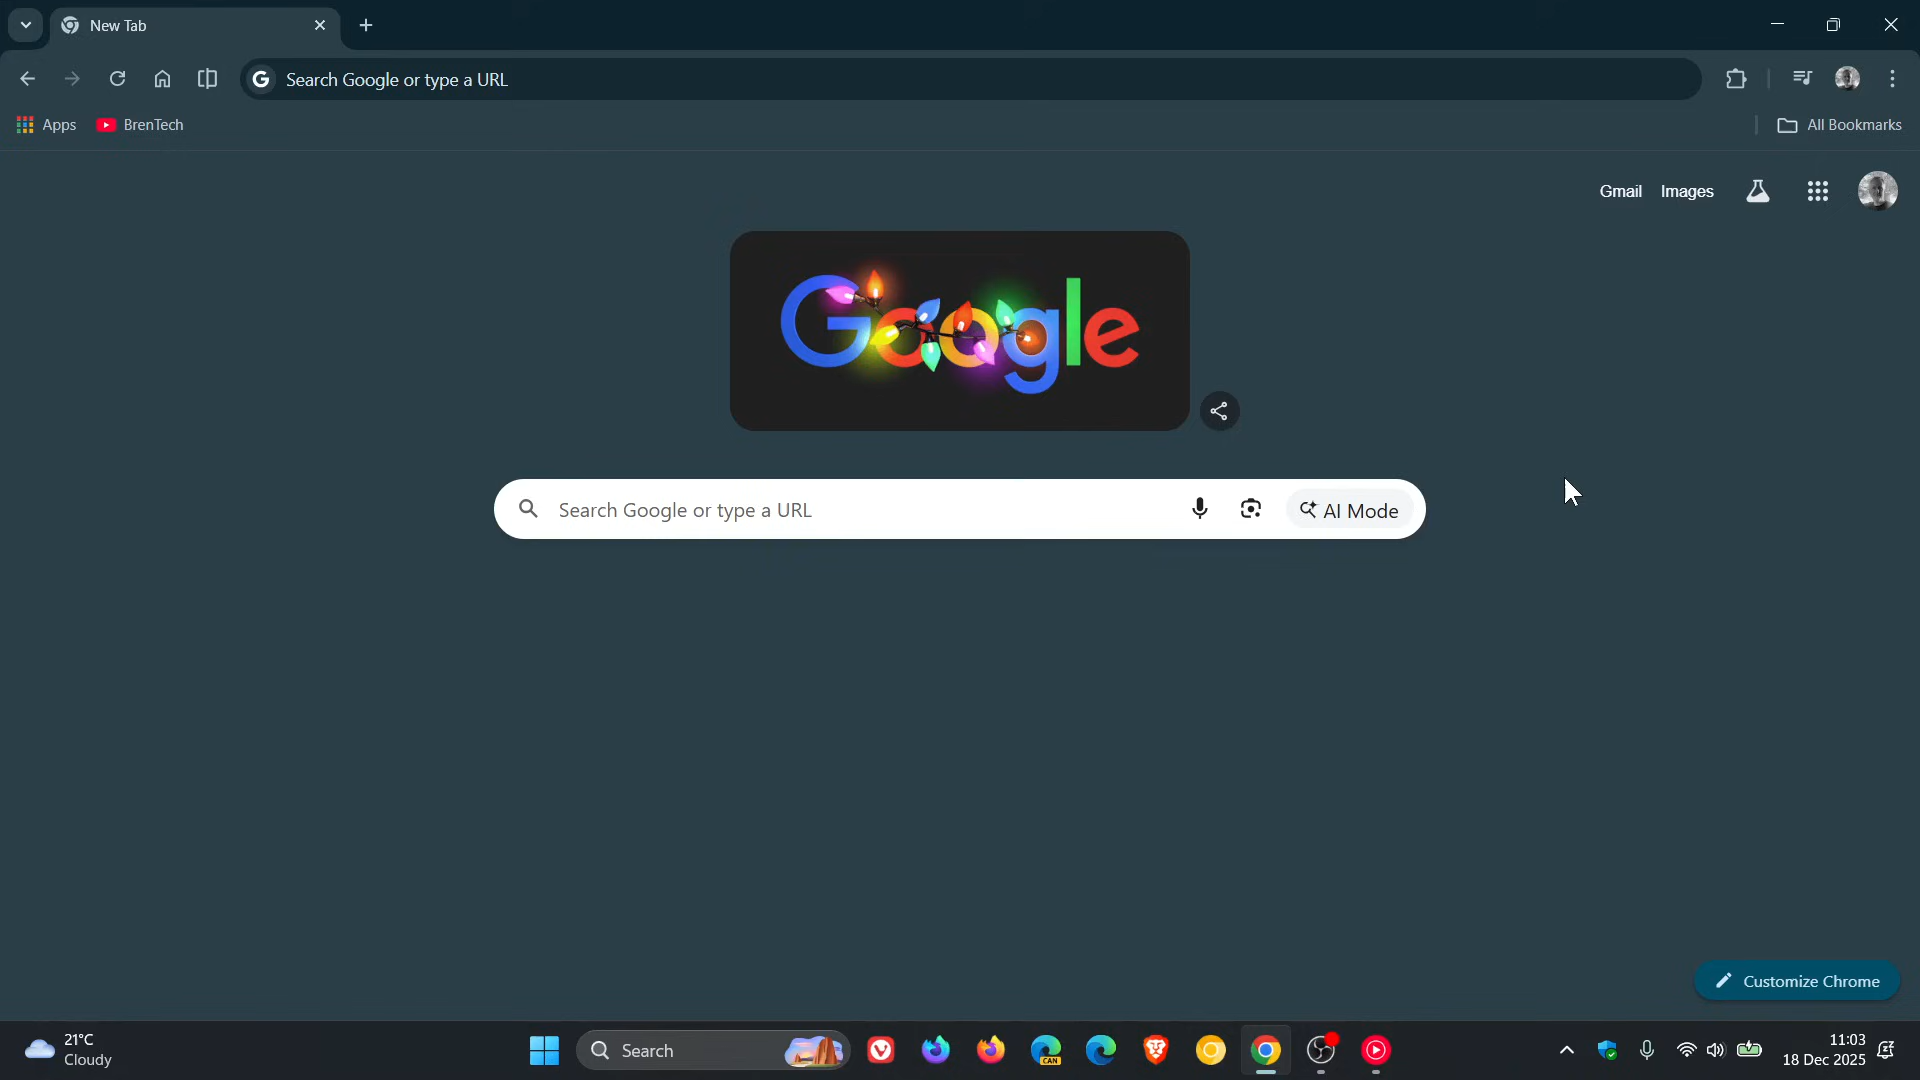 New Tab
Search Google or type a URL
Apps
BrenTech
All Bookmarks
Gmail
Images
Google
Search Google or type a URL
AI Mode
Customize Chrome
21°C
Cloudy
Search
CAN
11:03
18 Dec 2025